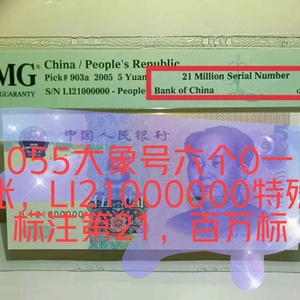 MG
GUARANTY
China / People's Republic
Pick# 903a 2005 5 Yuan
21 Million Serial Number
S/N LI21000000 - People's Bank of China
中国人民银行
055大象号六个0一
张，LI21000000特殊
标注第21，百万标